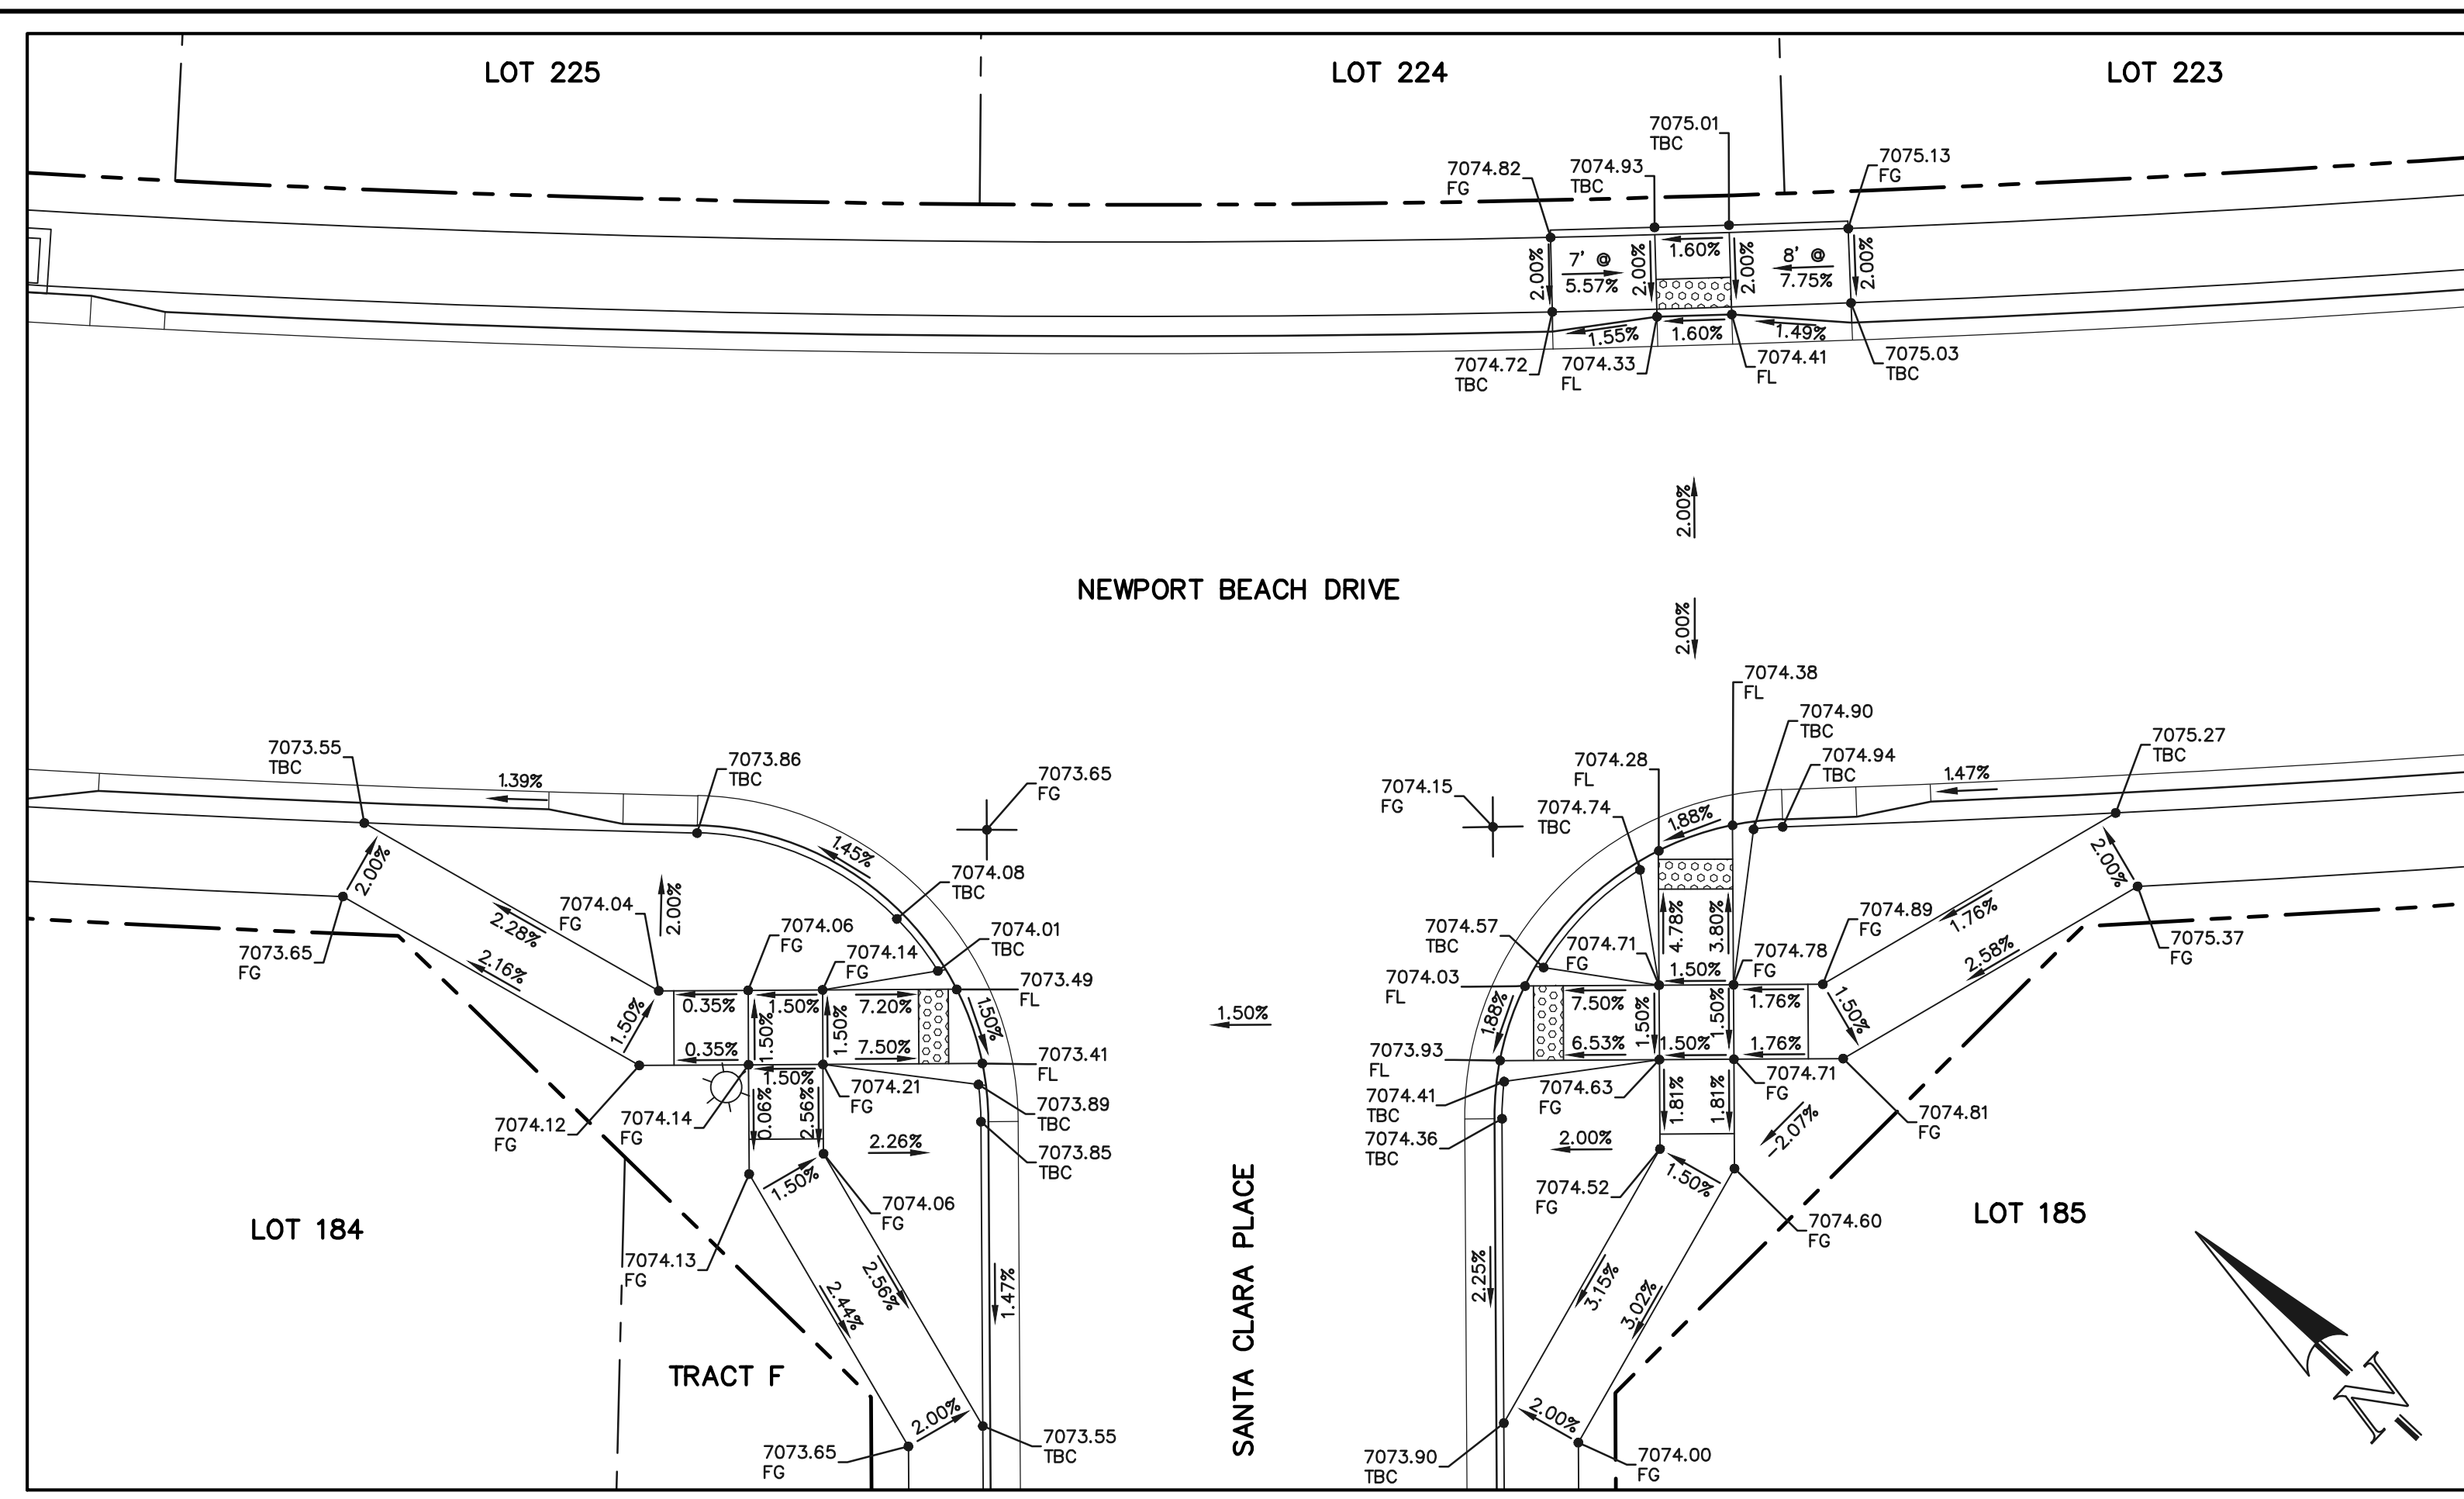 LOT 225
LOT 224
LOT 223
7075.01
TBC
7074.82
FG
7074.93
TBC
7075.13
FG
2.00%
7' @
5.57%
2.00%
1.60%
2.00%
8' @
7.75%
2.00%
1.55%
1.60%
1.49%
7074.72
TBC
7074.33
FL
7074.41
FL
7075.03
TBC
2.00%
NEWPORT BEACH DRIVE
2.00%
7073.55
TBC
1.39%
7073.86
TBC
7073.65
FG
1.45%
7074.08
TBC
2.00%
7074.04
FG
2.00%
2.28%
2.16%
7073.65
FG
7074.06
FG
7074.14
FG
7074.01
TBC
7073.49
FL
1.50%
0.35%
1.50%
7.20%
1.50%
1.50%
1.50%
0.35%
7.50%
1.50%
7073.41
FL
7074.21
FG
7073.89
TBC
7074.12
FG
7074.14
FG
0.06%
2.56%
2.26%
7073.85
TBC
1.50%
7074.06
FG
7074.13
FG
LOT 184
2.44%
2.56%
1.47%
TRACT F
2.00%
7073.65
FG
7073.55
TBC
1.50%
SANTA CLARA PLACE
7074.38
FL
7074.90
TBC
7074.94
TBC
7074.28
FL
7074.15
FG
7074.74
TBC
1.88%
1.47%
7075.27
TBC
2.00%
7075.37
FG
1.76%
2.58%
7074.89
FG
4.78%
3.80%
7074.57
TBC
7074.71
FG
7074.78
FG
7074.03
FL
1.50%
7.50%
1.76%
1.50%
1.88%
1.50%
1.50%
6.53%
1.50%
1.76%
7073.93
FL
7074.41
TBC
7074.63
FG
7074.71
FG
7074.81
FG
7074.36
TBC
2.00%
1.81%
1.81%
-2.07%
1.50%
7074.52
FG
7074.60
FG
LOT 185
2.25%
3.15%
3.02%
2.00%
7073.90
TBC
7074.00
FG
N